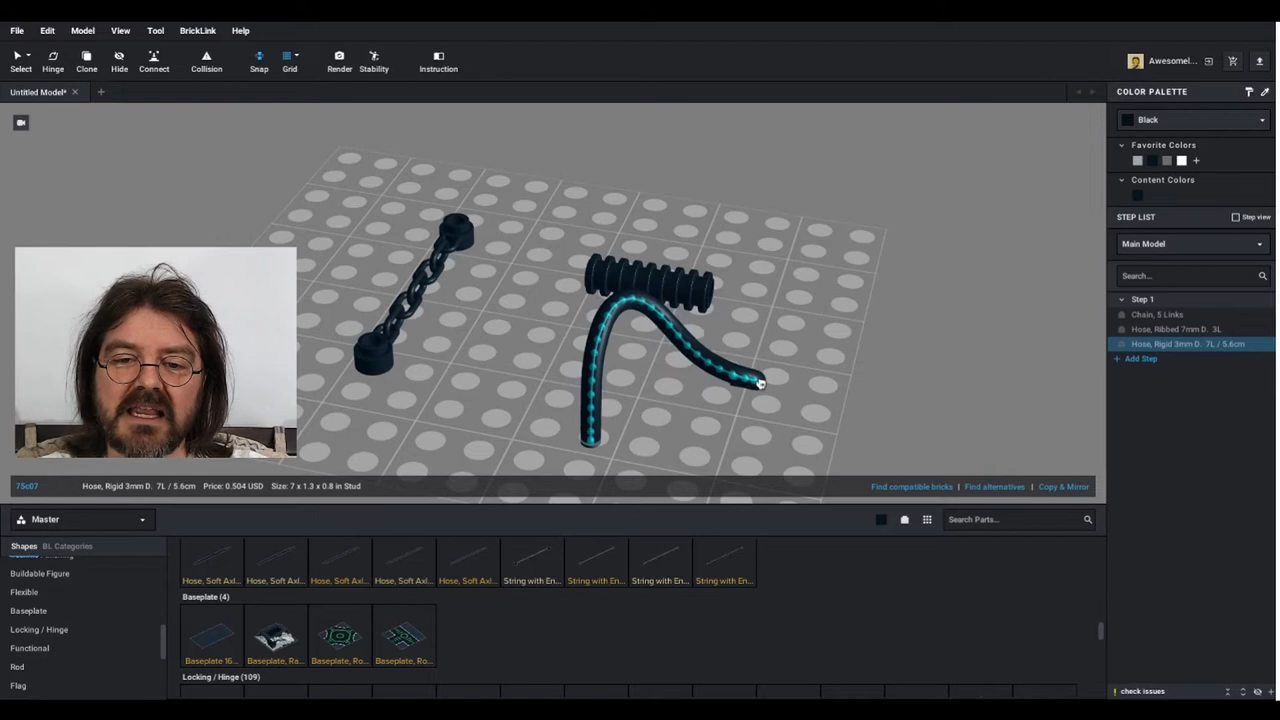 File Edit Model View Tool BrickLink Help
Select Hinge Clone Hide Connect Collision Snap Grid Render Stability Instruction
Awesomel...
Untitled Model*
COLOR PALETTE
Black
Favorite Colors
Content Colors
STEP LIST
Step view
Main Model
Search...
Step 1
Chain, 5 Links
Hose, Ribbed 7mm D. 3L
Hose, Rigid 3mm D. 7L / 5.6cm
+ Add Step
75c07 Hose, Rigid 3mm D. 7L / 5.6cm Price: 0.504 USD Size: 7 x 1.3 x 0.8 in Stud Find compatible bricks | Find alternatives | Copy & Mirror
Master
Search Parts...
Shapes BL Categories
Flexible
Baseplate
Locking / Hinge
Functional
Rod
Flag
Posable Figure
Hose, Soft Axl... Hose, Soft Axl... Hose, Soft Axl... Hose, Soft Axl... Hose, Soft Axl... String with En... String with En... String with En... String with En...
Baseplate (4)
Baseplate 16... Baseplate, Ra... Baseplate, Ro... Baseplate, Ro...
Locking / Hinge (109)
check issues